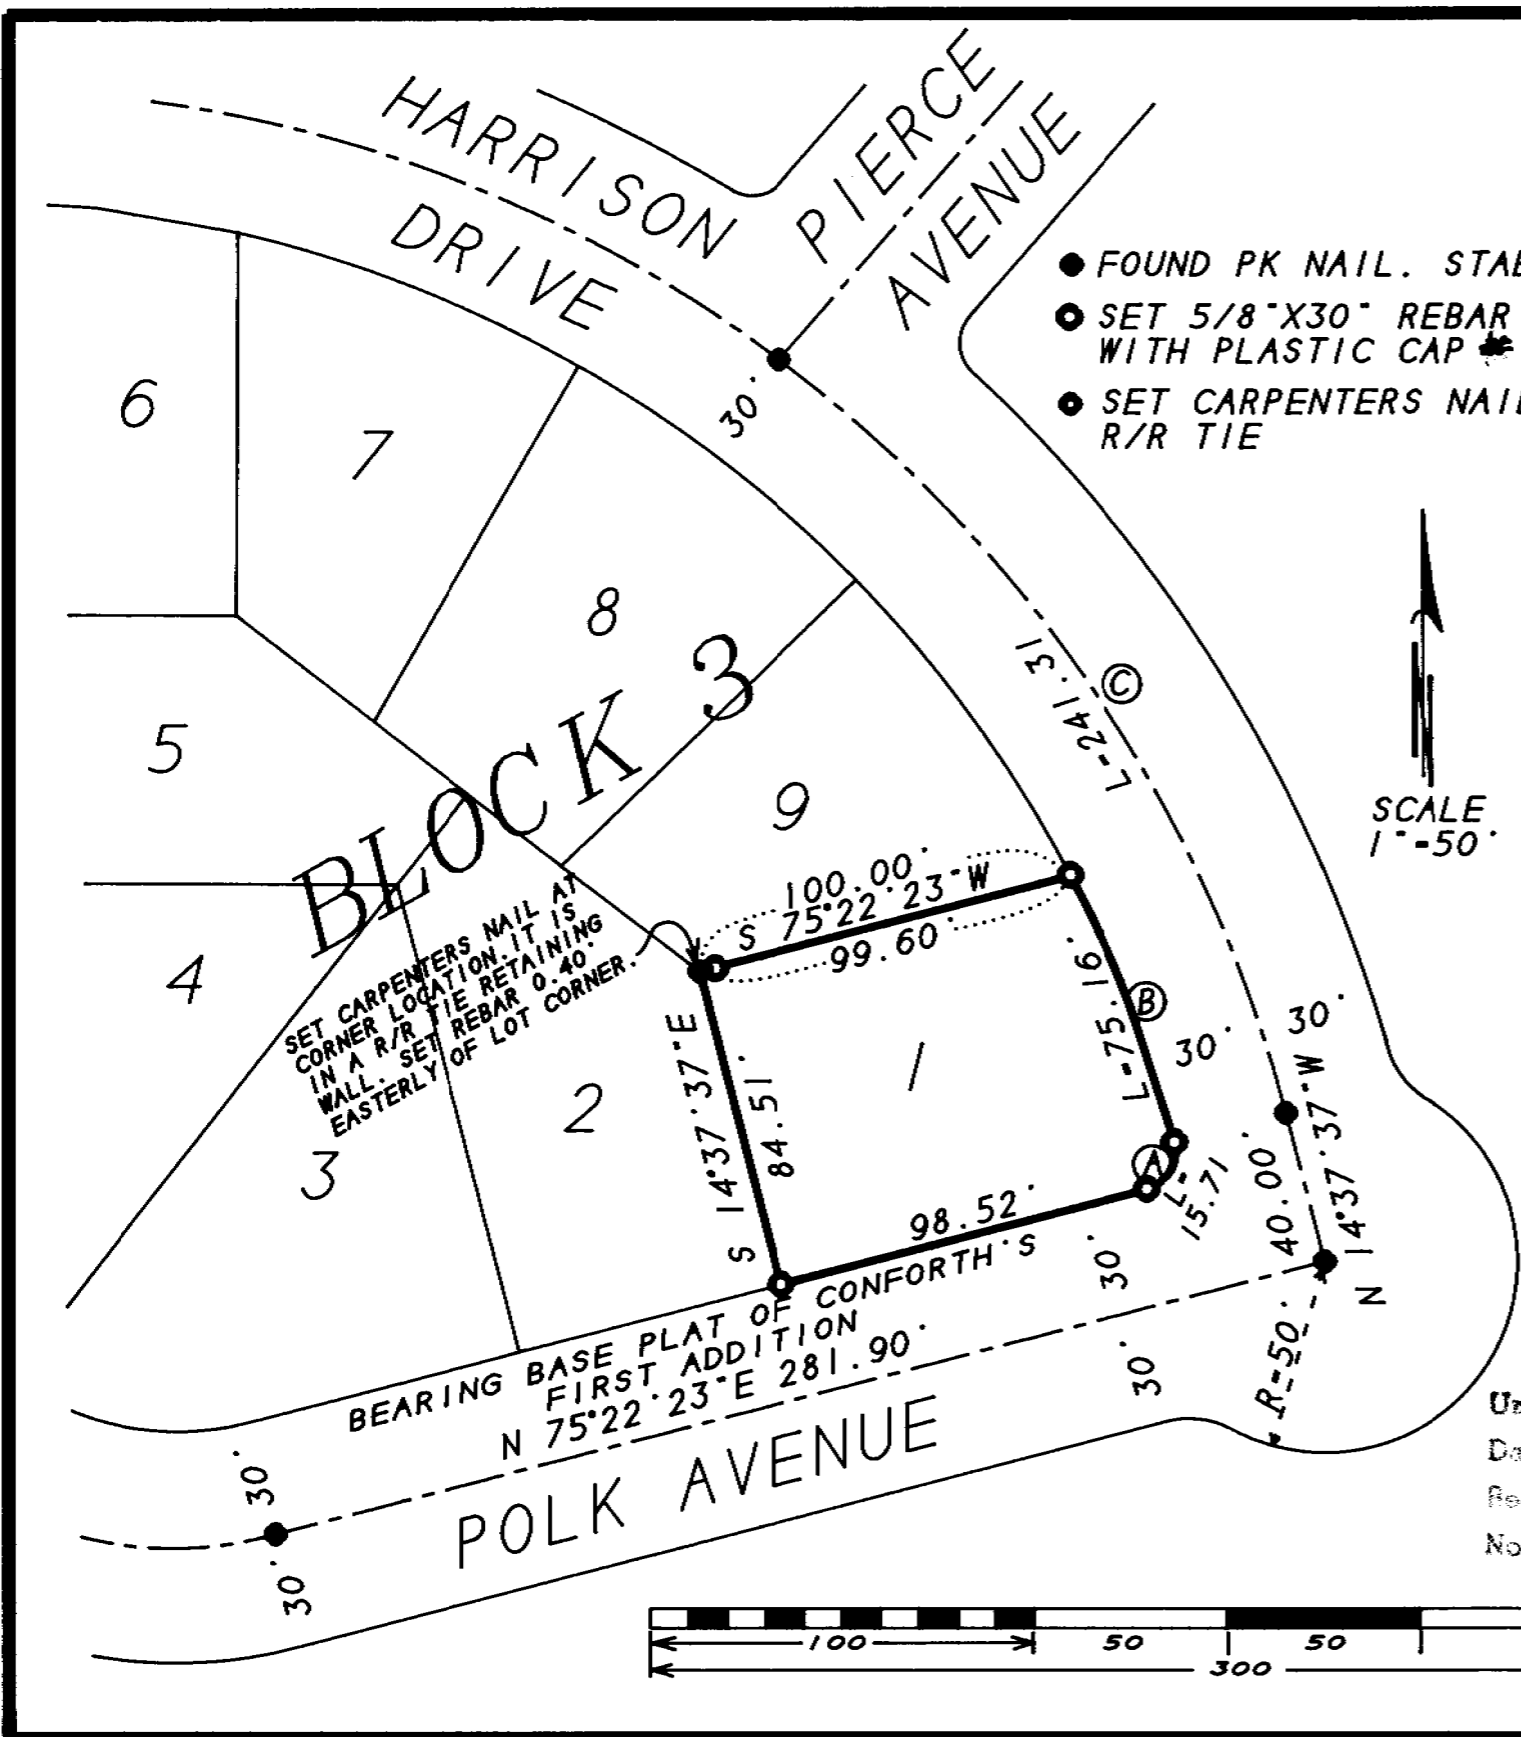 HARRISON
DRIVE
PIERCE
AVENUE
FOUND PK NAIL.
SET 5/8"X30" REBAR
WITH PLASTIC CAP
SET CARPENTERS
R/R TIE
30'
6
7
8
5
BLOCK 3
9
4
L-241.31
C
SCALE
1"-50'
100.00'
S 75°22'23"W
99.60'
SET CARPENTERS NAIL AT
CORNER LOCATION. IT IS
IN A R/R TIE RETAINING
WALL. SET REBAR 0.40'
EASTERLY OF LOT CORNER.
L-75.16'
B
30'
30'
1
2
3
S 14°37'37"E
84.51'
A
L-
15.71
40.00'
N 14°37'37"W
98.52'
30'
BEARING BASE PLAT OF CONFORTH'S
FIRST ADDITION
N 75°22'23"E 281.90'
30'
R-50'
POLK AVENUE
30'
30'
100
50
50
300